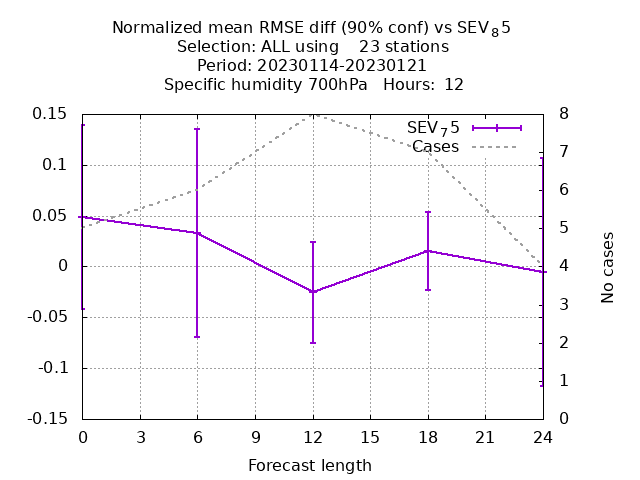 Normalized mean RMSE diff (90% conf) vs SEV₈5
Selection: ALL using    23 stations
Period: 20230114-20230121
Specific humidity 700hPa   Hours:  12
SEV₇5
Cases
0.15
0.1
0.05
0
-0.05
-0.1
-0.15
8
7
6
5
4
3
2
1
0
No cases
0 3 6 9 12 15 18 21 24
Forecast length